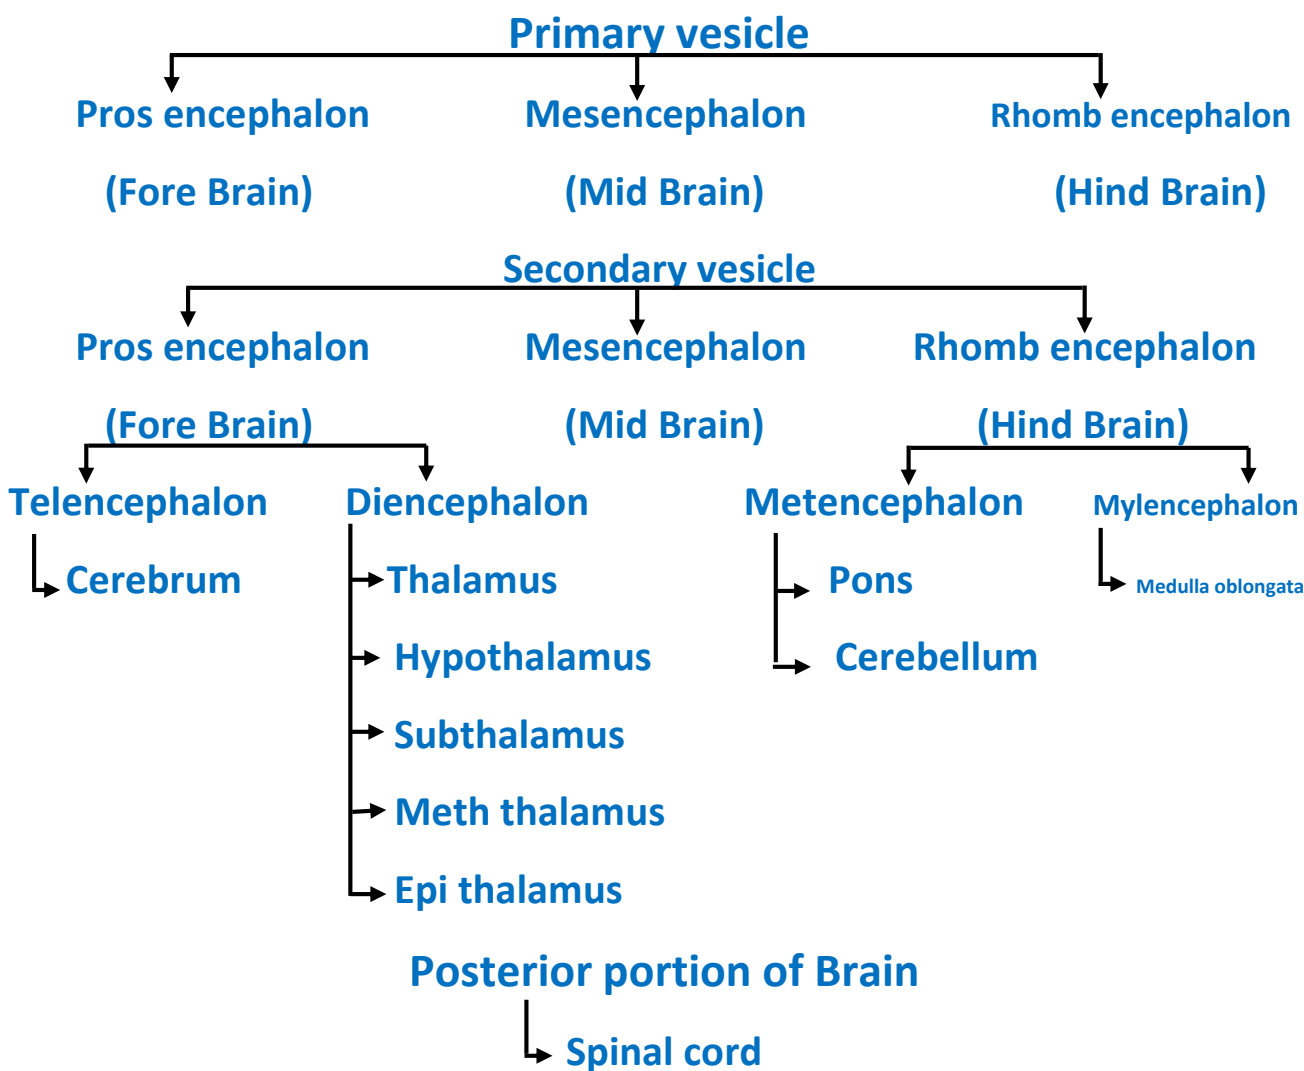 Primary vesicle
Pros encephalon Mesencephalon Rhomb encephalon
(Fore Brain) (Mid Brain) (Hind Brain)
Secondary vesicle
Pros encephalon Mesencephalon Rhomb encephalon
(Fore Brain) (Mid Brain) (Hind Brain)
Telencephalon Diencephalon Metencephalon Mylencephalon
Cerebrum Thalamus Pons Medulla oblongata
Hypothalamus Cerebellum
Subthalamus
Meth thalamus
Epi thalamus
Posterior portion of Brain
Spinal cord